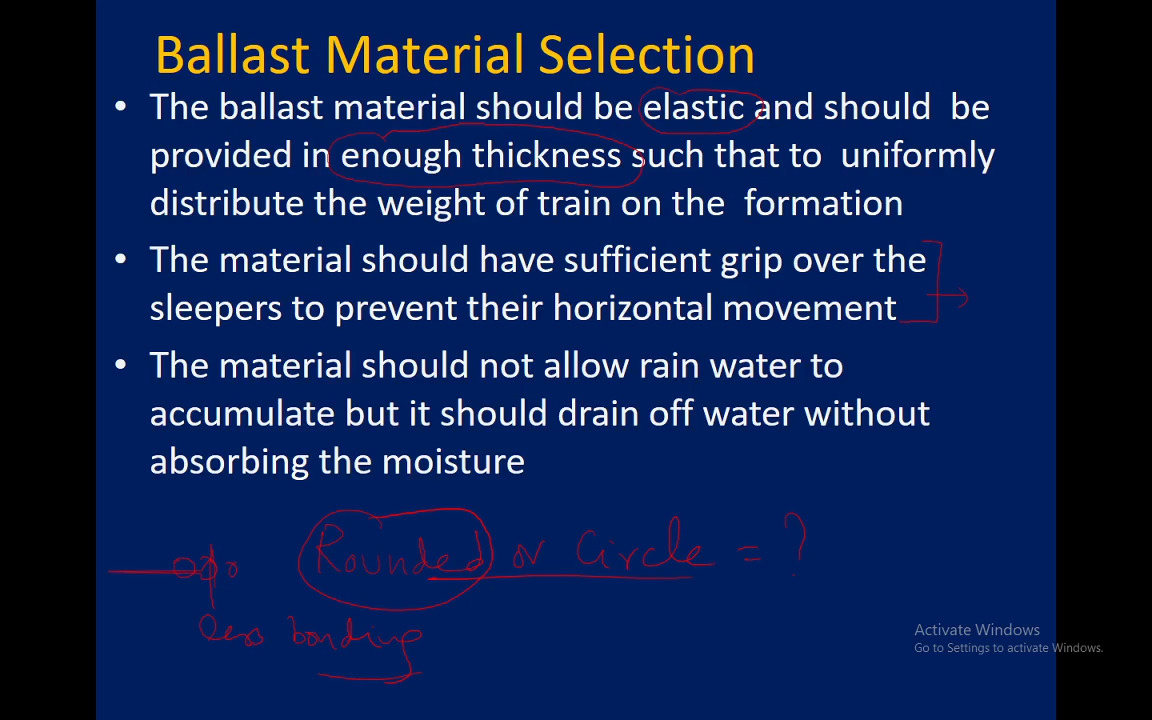 Ballast Material Selection
• The ballast material should be elastic and should be
provided in enough thickness such that to uniformly
distribute the weight of train on the formation
• The material should have sufficient grip over the
sleepers to prevent their horizontal movement
• The material should not allow rain water to
accumulate but it should drain off water without
absorbing the moisture
Rounded or Circle = ?
less bonding
Activate Windows
Go to Settings to activate Windows.